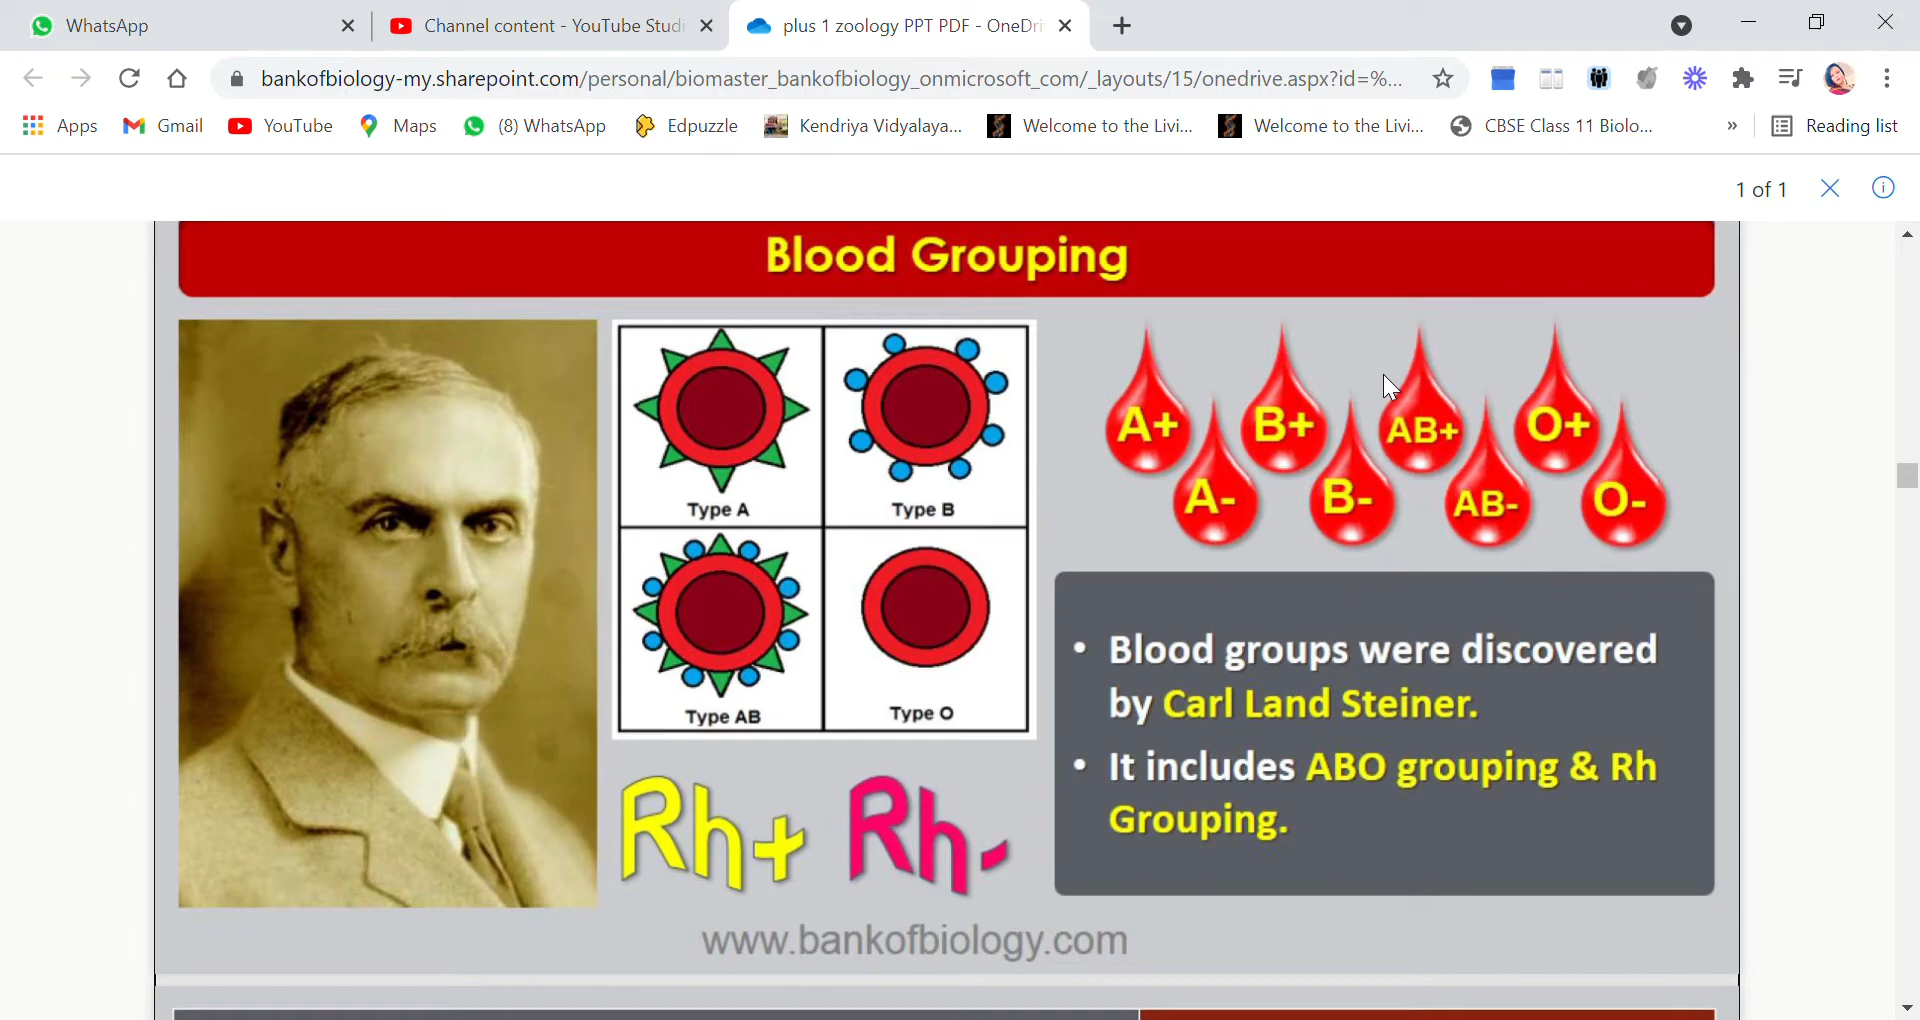 WhatsApp
Channel content - YouTube Studi
plus 1 zoology PPT PDF - OneDri
bankofbiology-my.sharepoint.com/personal/biomaster_bankofbiology_onmicrosoft_com/_layouts/15/onedrive.aspx?id=%...
Apps Gmail YouTube Maps (8) WhatsApp Edpuzzle Kendriya Vidyalaya... Welcome to the Livi... Welcome to the Livi... CBSE Class 11 Biolo... » Reading list
1 of 1
Blood Grouping
Type A
Type B
Type AB
Type O
Rh+ Rh-
A+ B+ AB+ O+
A- B- AB- O-
• Blood groups were discovered
by Carl Land Steiner.
• It includes ABO grouping & Rh
Grouping.
www.bankofbiology.com